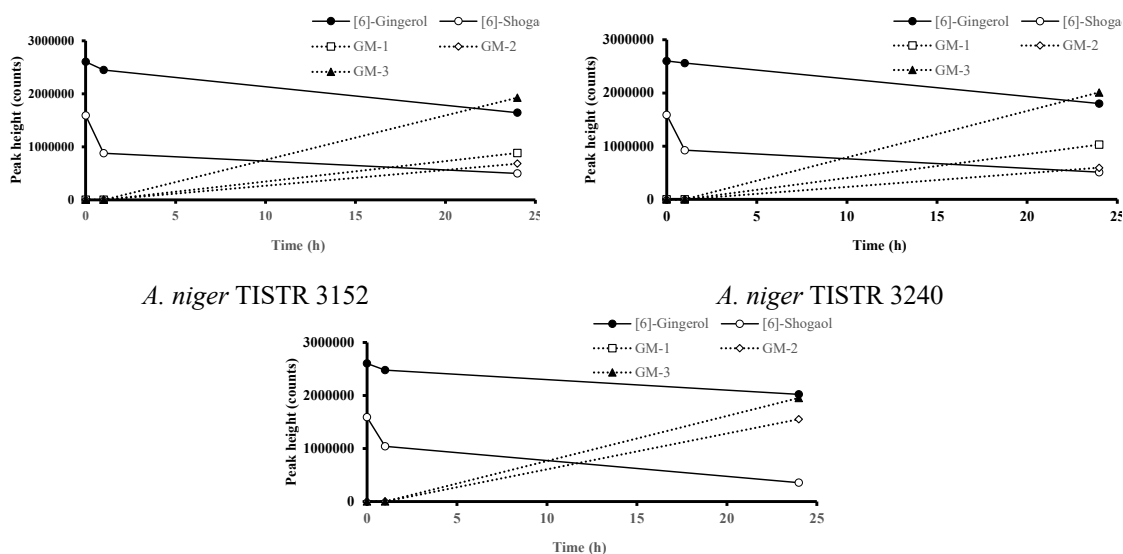 [6]-Gingerol [6]-Shoga
GM-1 GM-2
GM-3
3000000
2000000
1000000
0
0 5 10 15 20 25
Peak height (counts)
Time (h)
[6]-Gingerol [6]-Shoga
GM-1 GM-2
GM-3
3000000
2000000
1000000
0
0 5 10 15 20 25
Peak height (counts)
Time (h)
A. niger TISTR 3152
A. niger TISTR 3240
[6]-Gingerol [6]-Shogaol
GM-1 GM-2
GM-3
3000000
2000000
1000000
0
0 5 10 15 20 25
Peak height (counts)
Time (h)